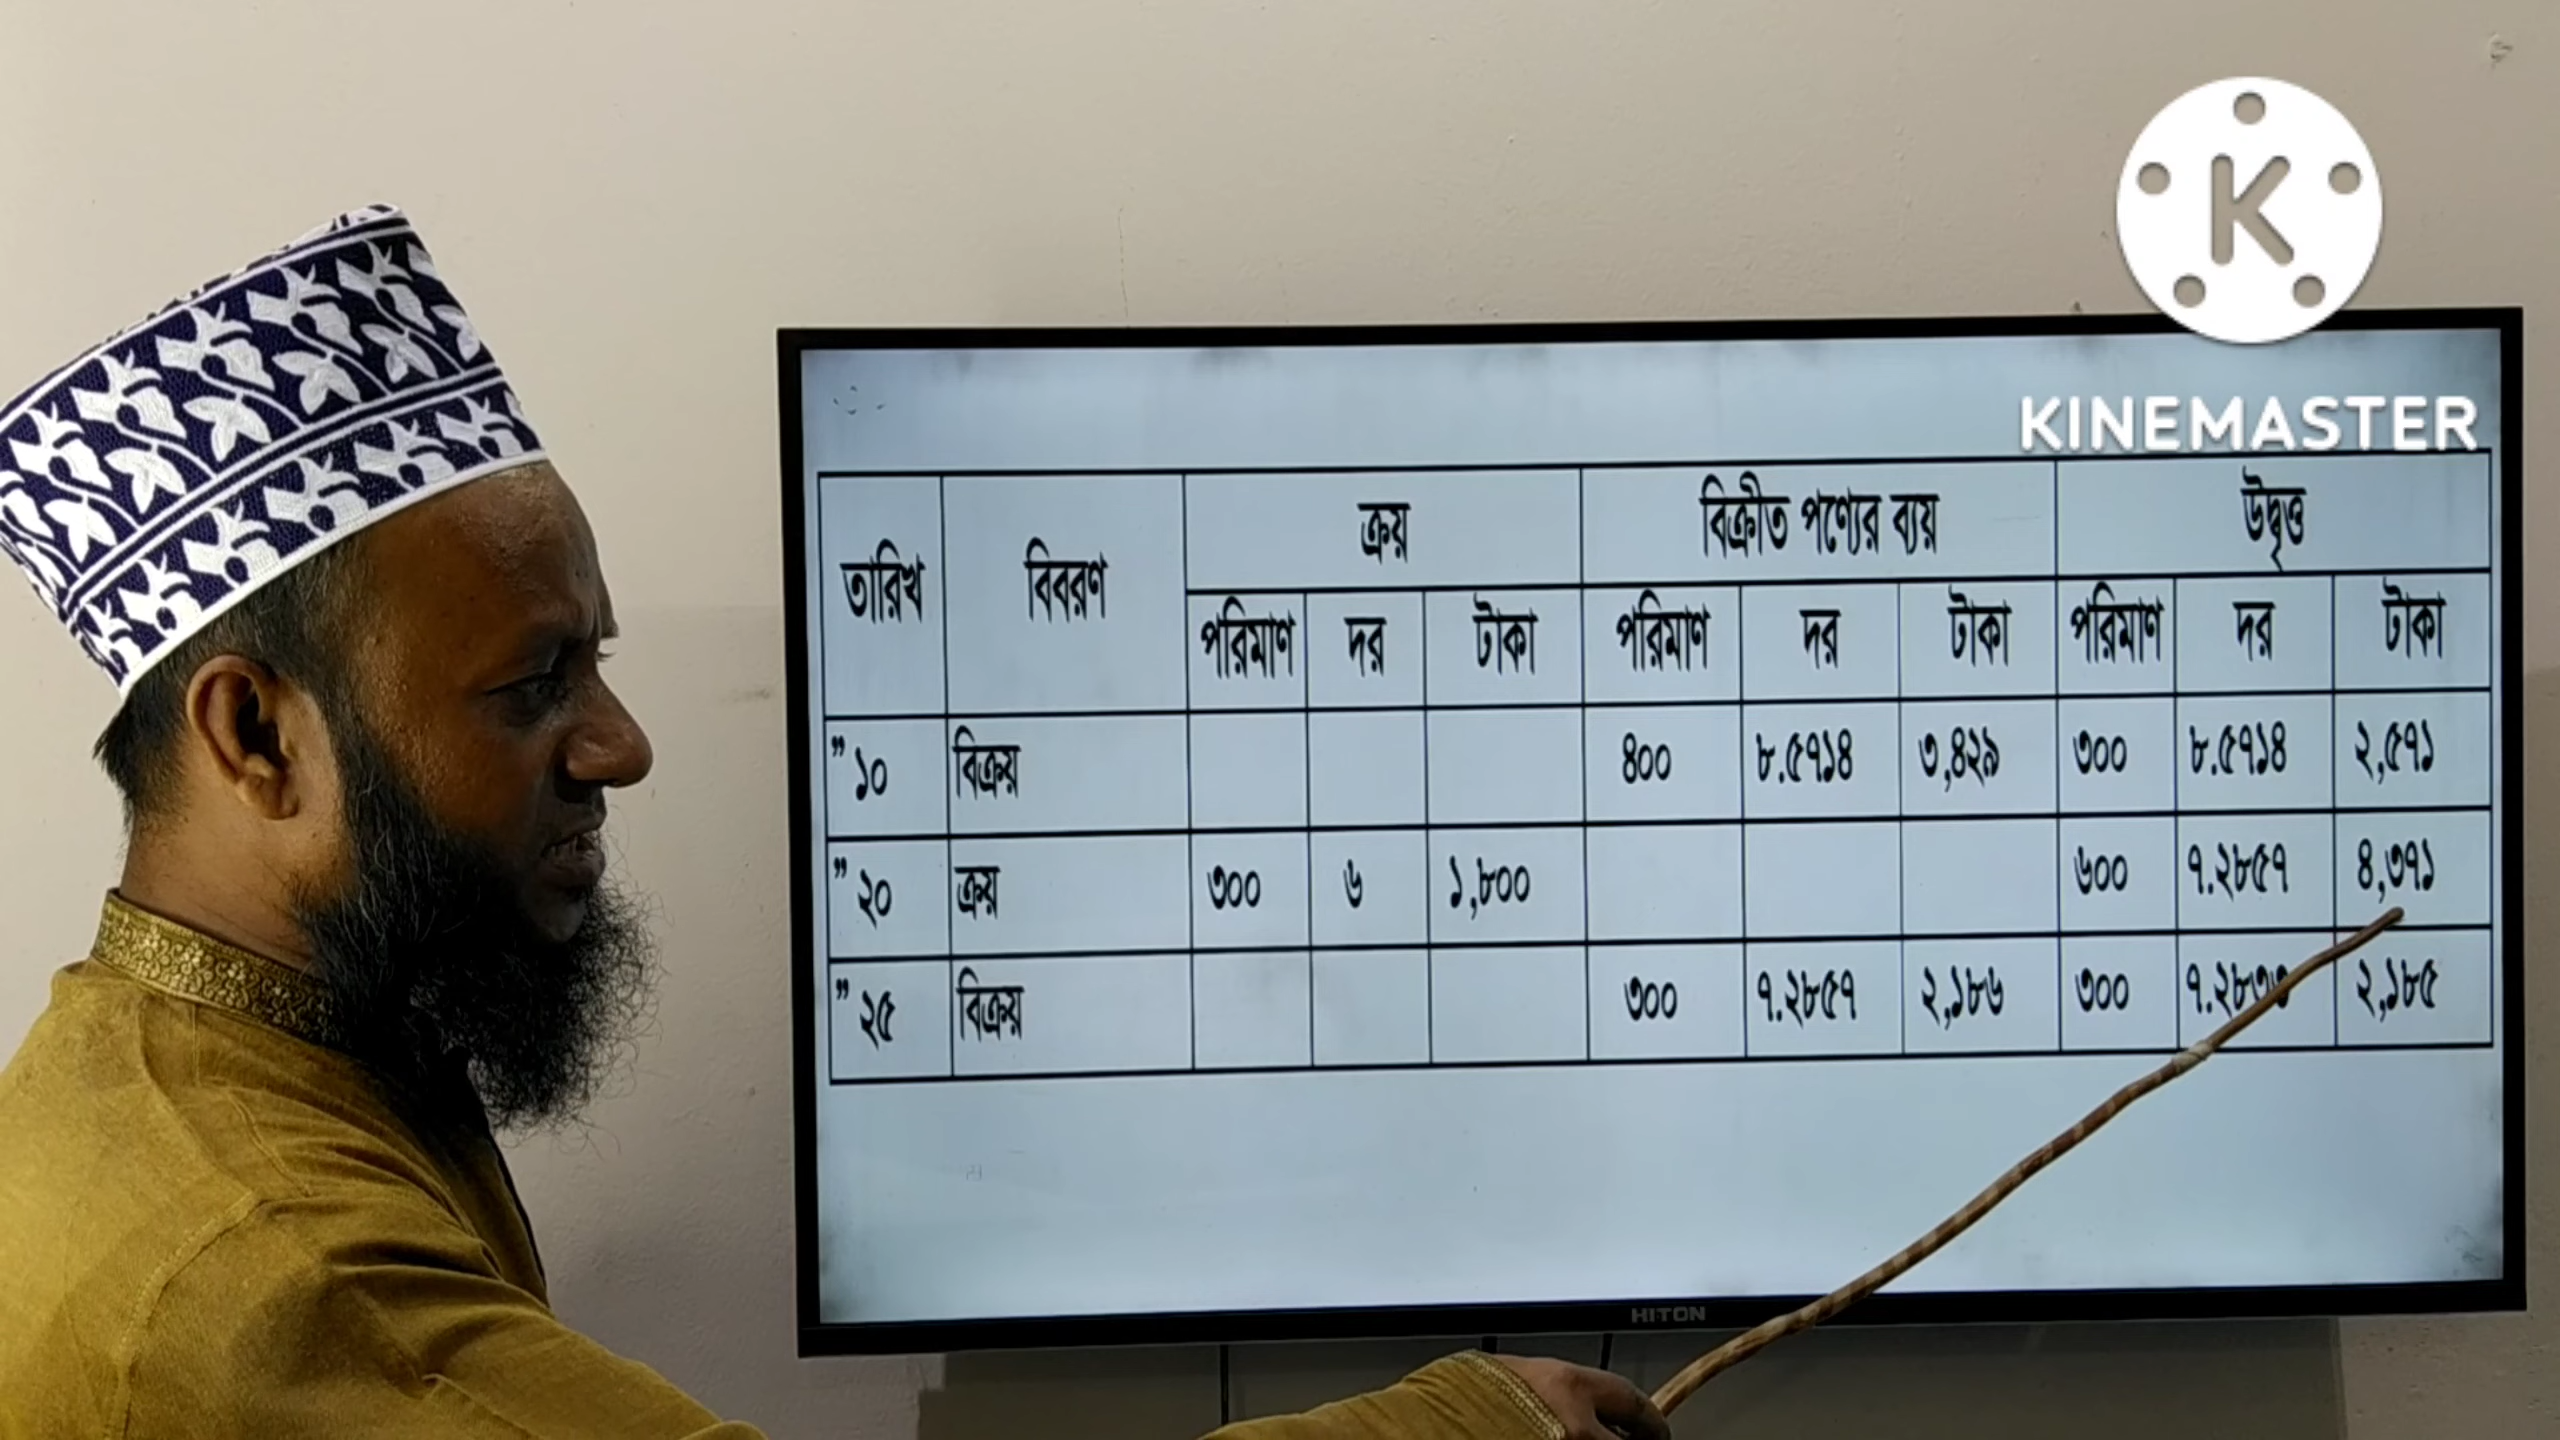 KINEMASTER
তারিখ বিবরণ ক্রয় বিক্রীত পণ্যের ব্যয় উদ্বৃত্ত
পরিমাণ দর টাকা পরিমাণ দর টাকা পরিমাণ দর টাকা
” ১০ বিক্রয় ৪০০ ৮.৫৭১৪ ৩,৪২৯ ৩০০ ৮.৫৭১৪ ২,৫৭১
” ২০ ক্রয় ৩০০ ৬ ১,৮০০ ৬০০ ৭.২৮৫৭ ৪,৩৭১
” ২৫ বিক্রয় ৩০০ ৭.২৮৫৭ ২,১৮৬ ৩০০ ২,১৮৫
HITON